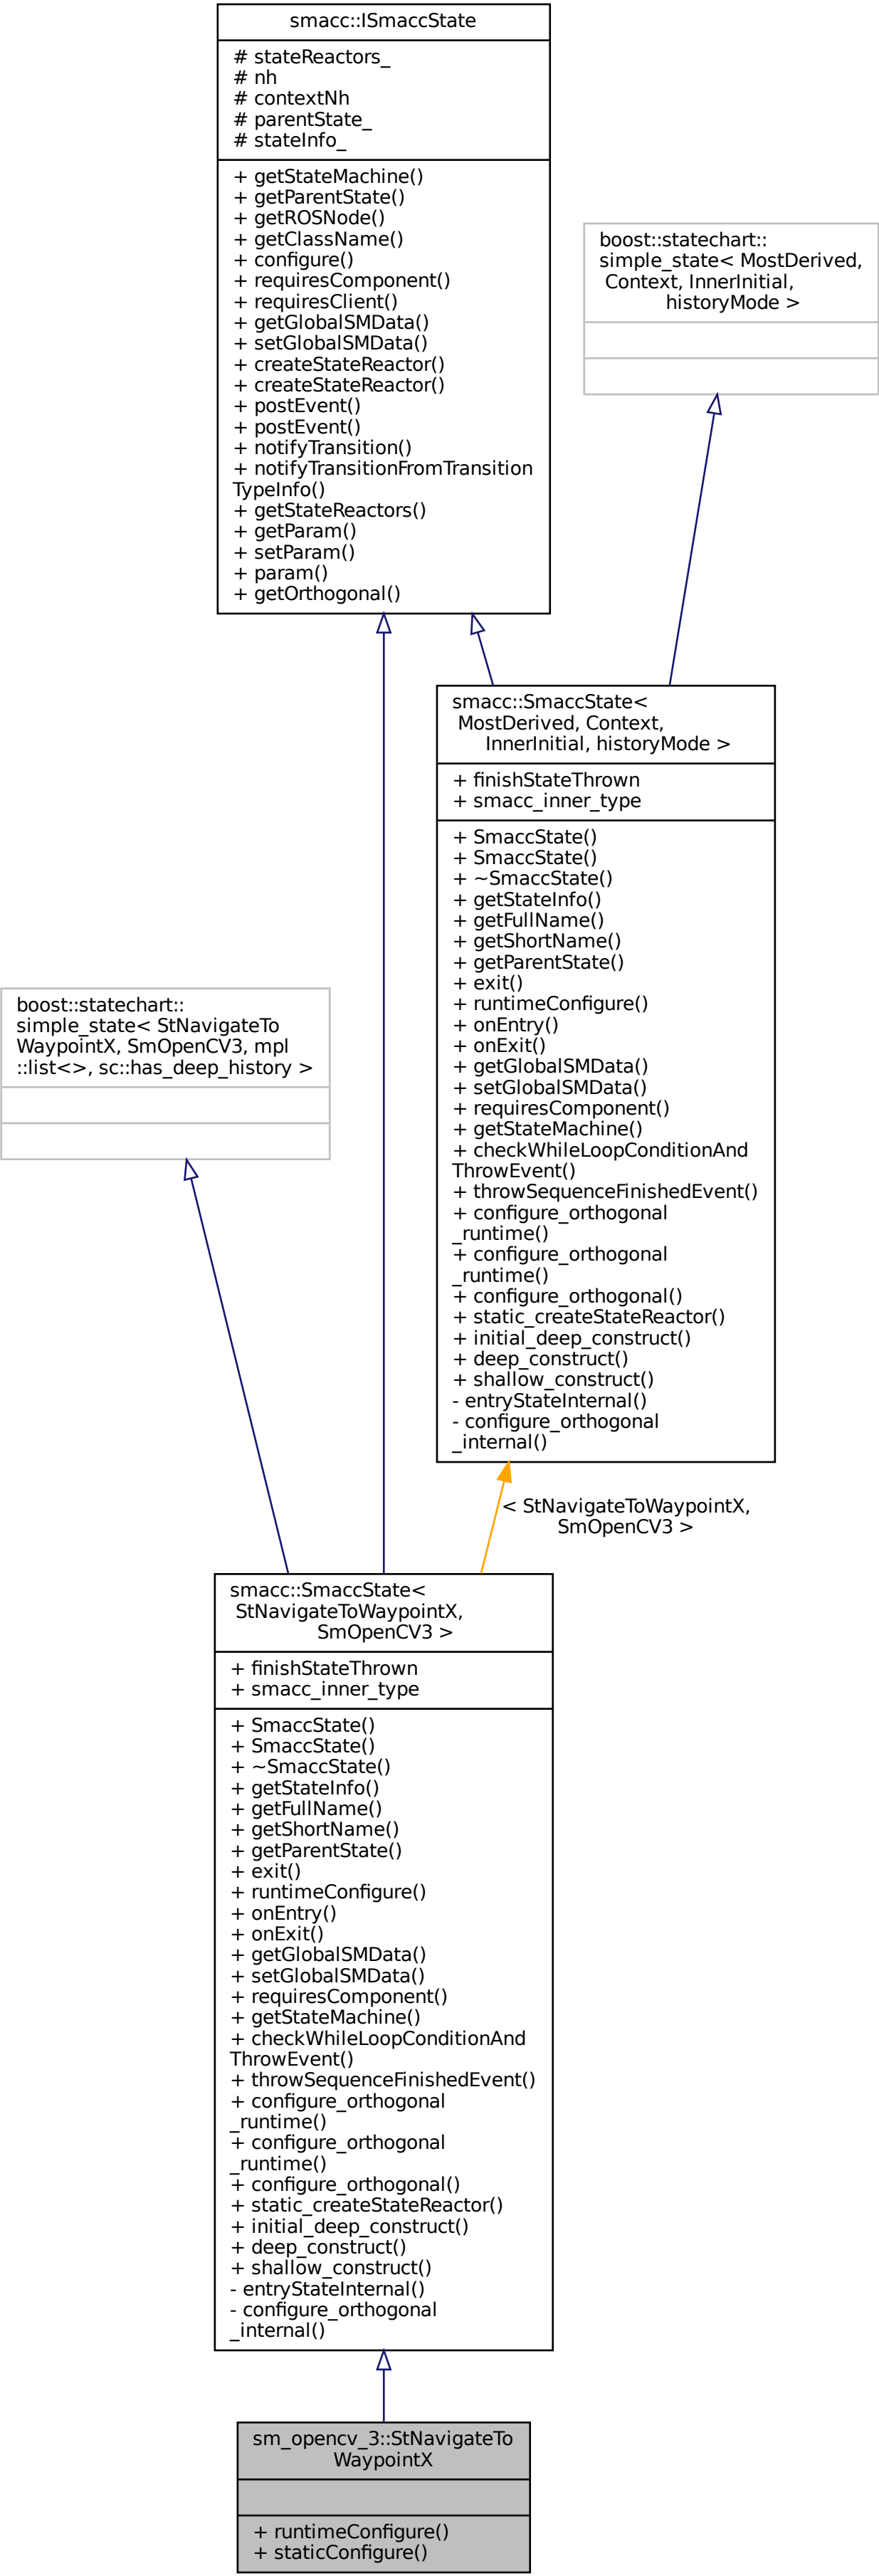 smacc::ISmaccState
# stateReactors_
# nh
# contextNh
# parentState_
# stateInfo_
+ getStateMachine()
+ getParentState()
+ getROSNode()
+ getClassName()
+ configure()
+ requiresComponent()
+ requiresClient()
+ getGlobalSMData()
+ setGlobalSMData()
+ createStateReactor()
+ createStateReactor()
+ postEvent()
+ postEvent()
+ notifyTransition()
+ notifyTransitionFromTransition
TypeInfo()
+ getStateReactors()
+ getParam()
+ setParam()
+ param()
+ getOrthogonal()
boost::statechart::
simple_state< MostDerived,
Context, InnerInitial,
historyMode >
smacc::SmaccState<
MostDerived, Context,
InnerInitial, historyMode >
+ finishStateThrown
+ smacc_inner_type
+ SmaccState()
+ SmaccState()
+ ~SmaccState()
+ getStateInfo()
+ getFullName()
+ getShortName()
+ getParentState()
+ exit()
+ runtimeConfigure()
+ onEntry()
+ onExit()
+ getGlobalSMData()
+ setGlobalSMData()
+ requiresComponent()
+ getStateMachine()
+ checkWhileLoopConditionAnd
ThrowEvent()
+ throwSequenceFinishedEvent()
+ configure_orthogonal
_runtime()
+ configure_orthogonal
_runtime()
+ configure_orthogonal()
+ static_createStateReactor()
+ initial_deep_construct()
+ deep_construct()
+ shallow_construct()
- entryStateInternal()
- configure_orthogonal
_internal()
boost::statechart::
simple_state< StNavigateTo
WaypointX, SmOpenCV3, mpl
::list<>, sc::has_deep_history >
< StNavigateToWaypointX,
SmOpenCV3 >
smacc::SmaccState<
StNavigateToWaypointX,
SmOpenCV3 >
+ finishStateThrown
+ smacc_inner_type
+ SmaccState()
+ SmaccState()
+ ~SmaccState()
+ getStateInfo()
+ getFullName()
+ getShortName()
+ getParentState()
+ exit()
+ runtimeConfigure()
+ onEntry()
+ onExit()
+ getGlobalSMData()
+ setGlobalSMData()
+ requiresComponent()
+ getStateMachine()
+ checkWhileLoopConditionAnd
ThrowEvent()
+ throwSequenceFinishedEvent()
+ configure_orthogonal
_runtime()
+ configure_orthogonal
_runtime()
+ configure_orthogonal()
+ static_createStateReactor()
+ initial_deep_construct()
+ deep_construct()
+ shallow_construct()
- entryStateInternal()
- configure_orthogonal
_internal()
sm_opencv_3::StNavigateTo
WaypointX
+ runtimeConfigure()
+ staticConfigure()